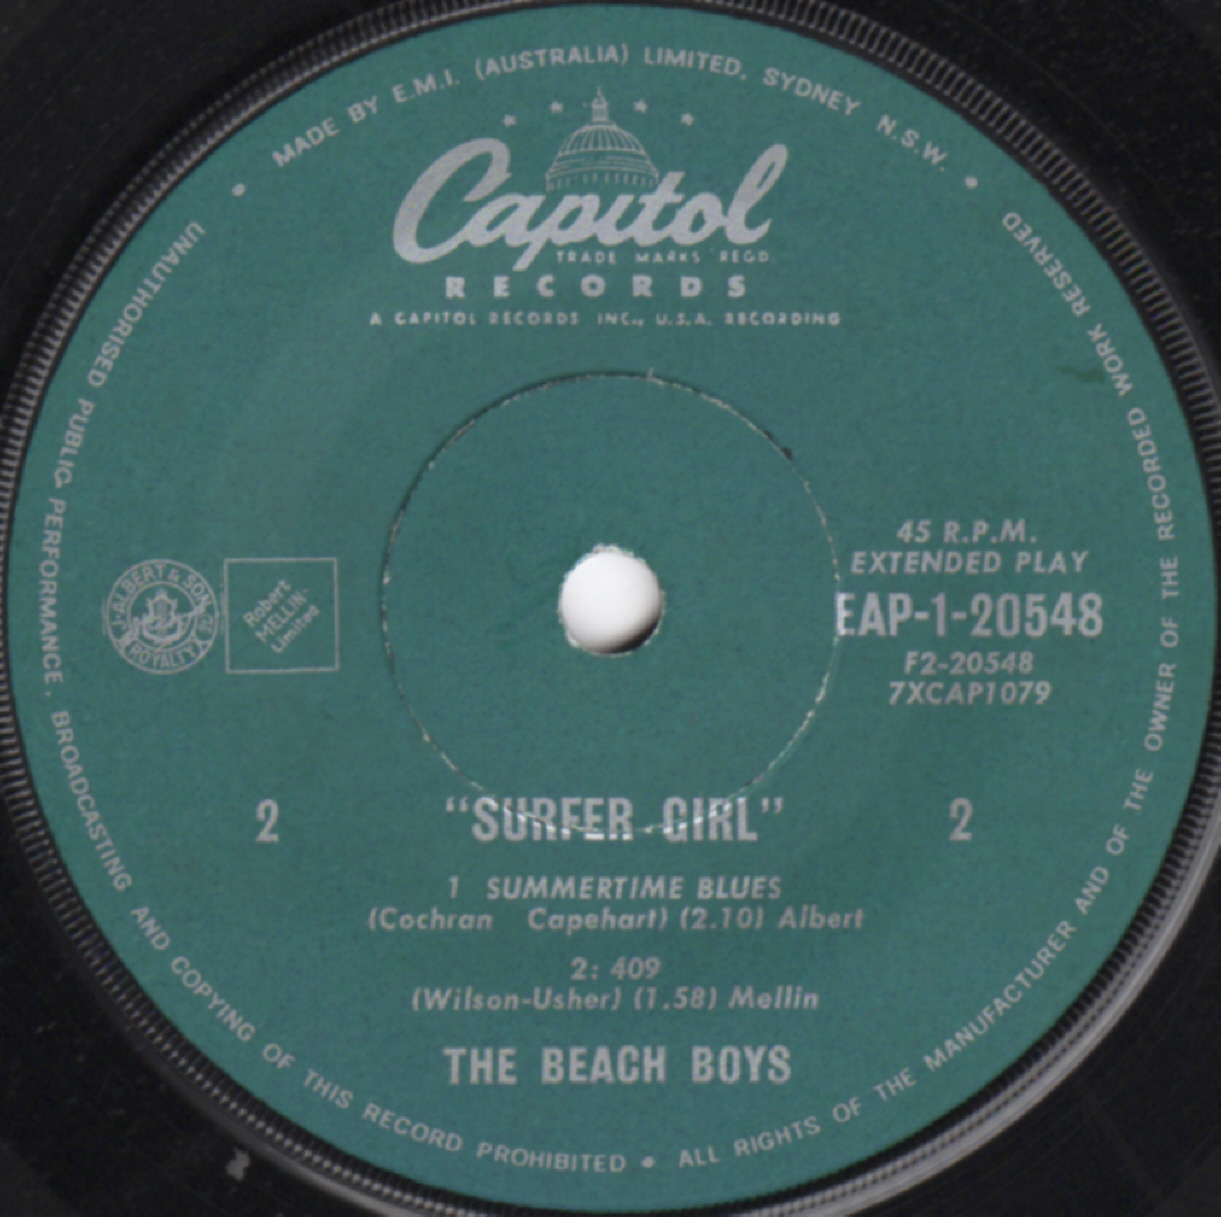 MADE BY E.M.I. (AUSTRALIA) LIMITED. SYDNEY N.S.W.
Capitol
TRADE MARKS REGD.
RECORDS
A CAPITOL RECORDS INC., U.S.A. RECORDING
45 R.P.M.
EXTENDED PLAY
EAP-1-20548
F2-20548
7XCAP1079
J. ALBERT & SON
ROYALTY
Robert
MELLIN-
Limited
2 "SURFER GIRL" 2
1 SUMMERTIME BLUES
(Cochran Capehart) (2.10) Albert
2: 409
(Wilson-Usher) (1.58) Mellin
THE BEACH BOYS
UNAUTHORISED PUBLIC PERFORMANCE, BROADCASTING AND COPYING OF THIS RECORD PROHIBITED • ALL RIGHTS OF THE MANUFACTURER AND OF THE OWNER OF THE RECORDED WORK RESERVED